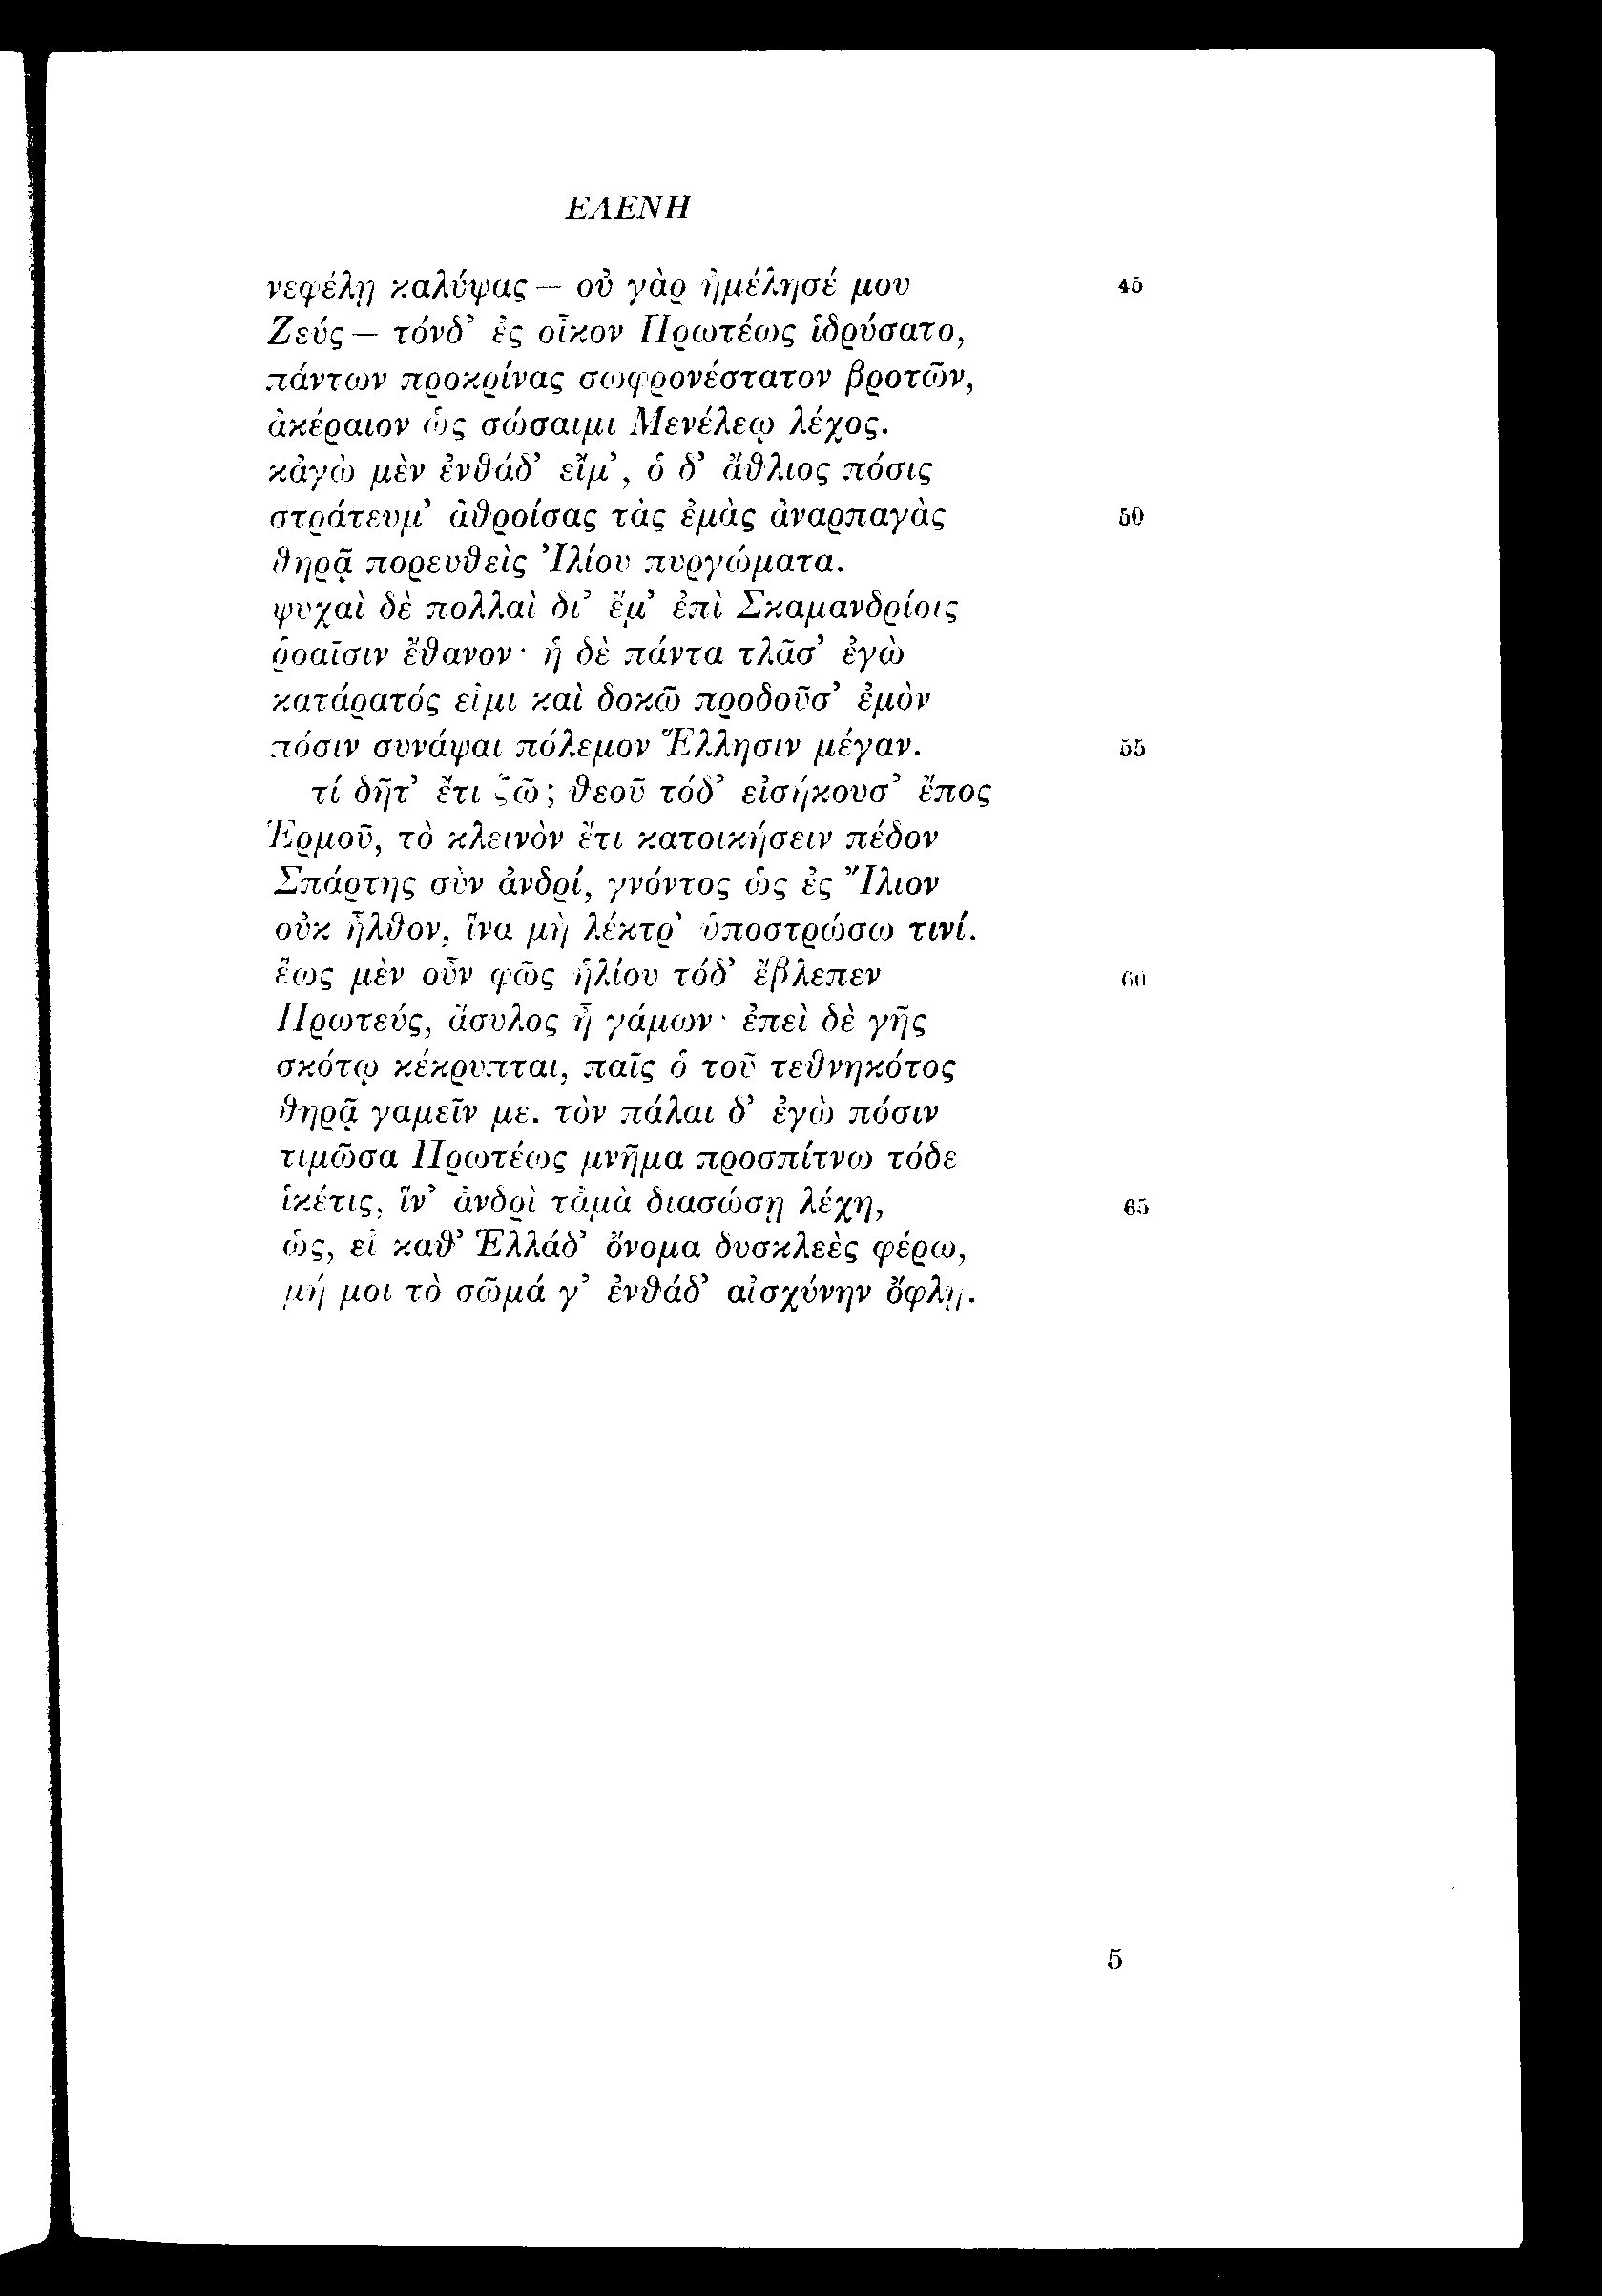 ΕΛΕΝΗ
νεφέλῃ καλύψας — οὐ γὰρ ἠμέλησέ μου 45
Ζεύς — τόνδ’ ἐς οἶκον Πρωτέως ἱδρύσατο,
πάντων προκρίνας σωφρονέστατον βροτῶν,
ἀκέραιον ὡς σώσαιμι Μενέλεῳ λέχος.
κἀγὼ μὲν ἐνθάδ’ εἴμ’, ὁ δ’ ἄθλιος πόσις
στράτευμ’ ἀθροίσας τὰς ἐμὰς ἀναρπαγὰς 50
θηρᾷ πορευθεὶς Ἰλίου πυργώματα.
ψυχαὶ δὲ πολλαὶ δι’ ἔμ’ ἐπὶ Σκαμανδρίοις
ῥοαῖσιν ἔθανον· ἡ δὲ πάντα τλᾶσ’ ἐγὼ
κατάρατός εἰμι καὶ δοκῶ προδοῦσ’ ἐμὸν
πόσιν συνάψαι πόλεμον Ἕλλησιν μέγαν. 55
τί δῆτ’ ἔτι ζῶ; θεοῦ τόδ’ εἰσήκουσ’ ἔπος
Ἑρμοῦ, τὸ κλεινὸν ἔτι κατοικήσειν πέδον
Σπάρτης σὺν ἀνδρί, γνόντος ὡς ἐς Ἴλιον
οὐκ ἦλθον, ἵνα μὴ λέκτρ’ ὑποστρώσω τινί.
ἕως μὲν οὖν φῶς ἡλίου τόδ’ ἔβλεπεν 60
Πρωτεύς, ἄσυλος ἦ γάμων· ἐπεὶ δὲ γῆς
σκότῳ κέκρυπται, παῖς ὁ τοῦ τεθνηκότος
θηρᾷ γαμεῖν με. τὸν πάλαι δ’ ἐγὼ πόσιν
τιμῶσα Πρωτέως μνῆμα προσπίτνω τόδε
ἱκέτις, ἵν’ ἀνδρὶ τἀμὰ διασώσῃ λέχη, 65
ὡς, εἰ καθ’ Ἑλλάδ’ ὄνομα δυσκλεὲς φέρω,
μή μοι τὸ σῶμά γ’ ἐνθάδ’ αἰσχύνην ὄφλῃ.
5